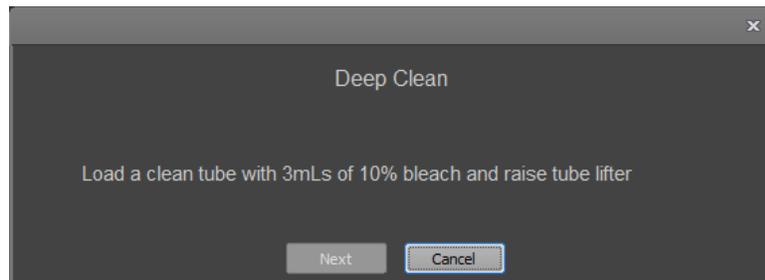 Deep Clean
Load a clean tube with 3mLs of 10% bleach and raise tube lifter
Next Cancel